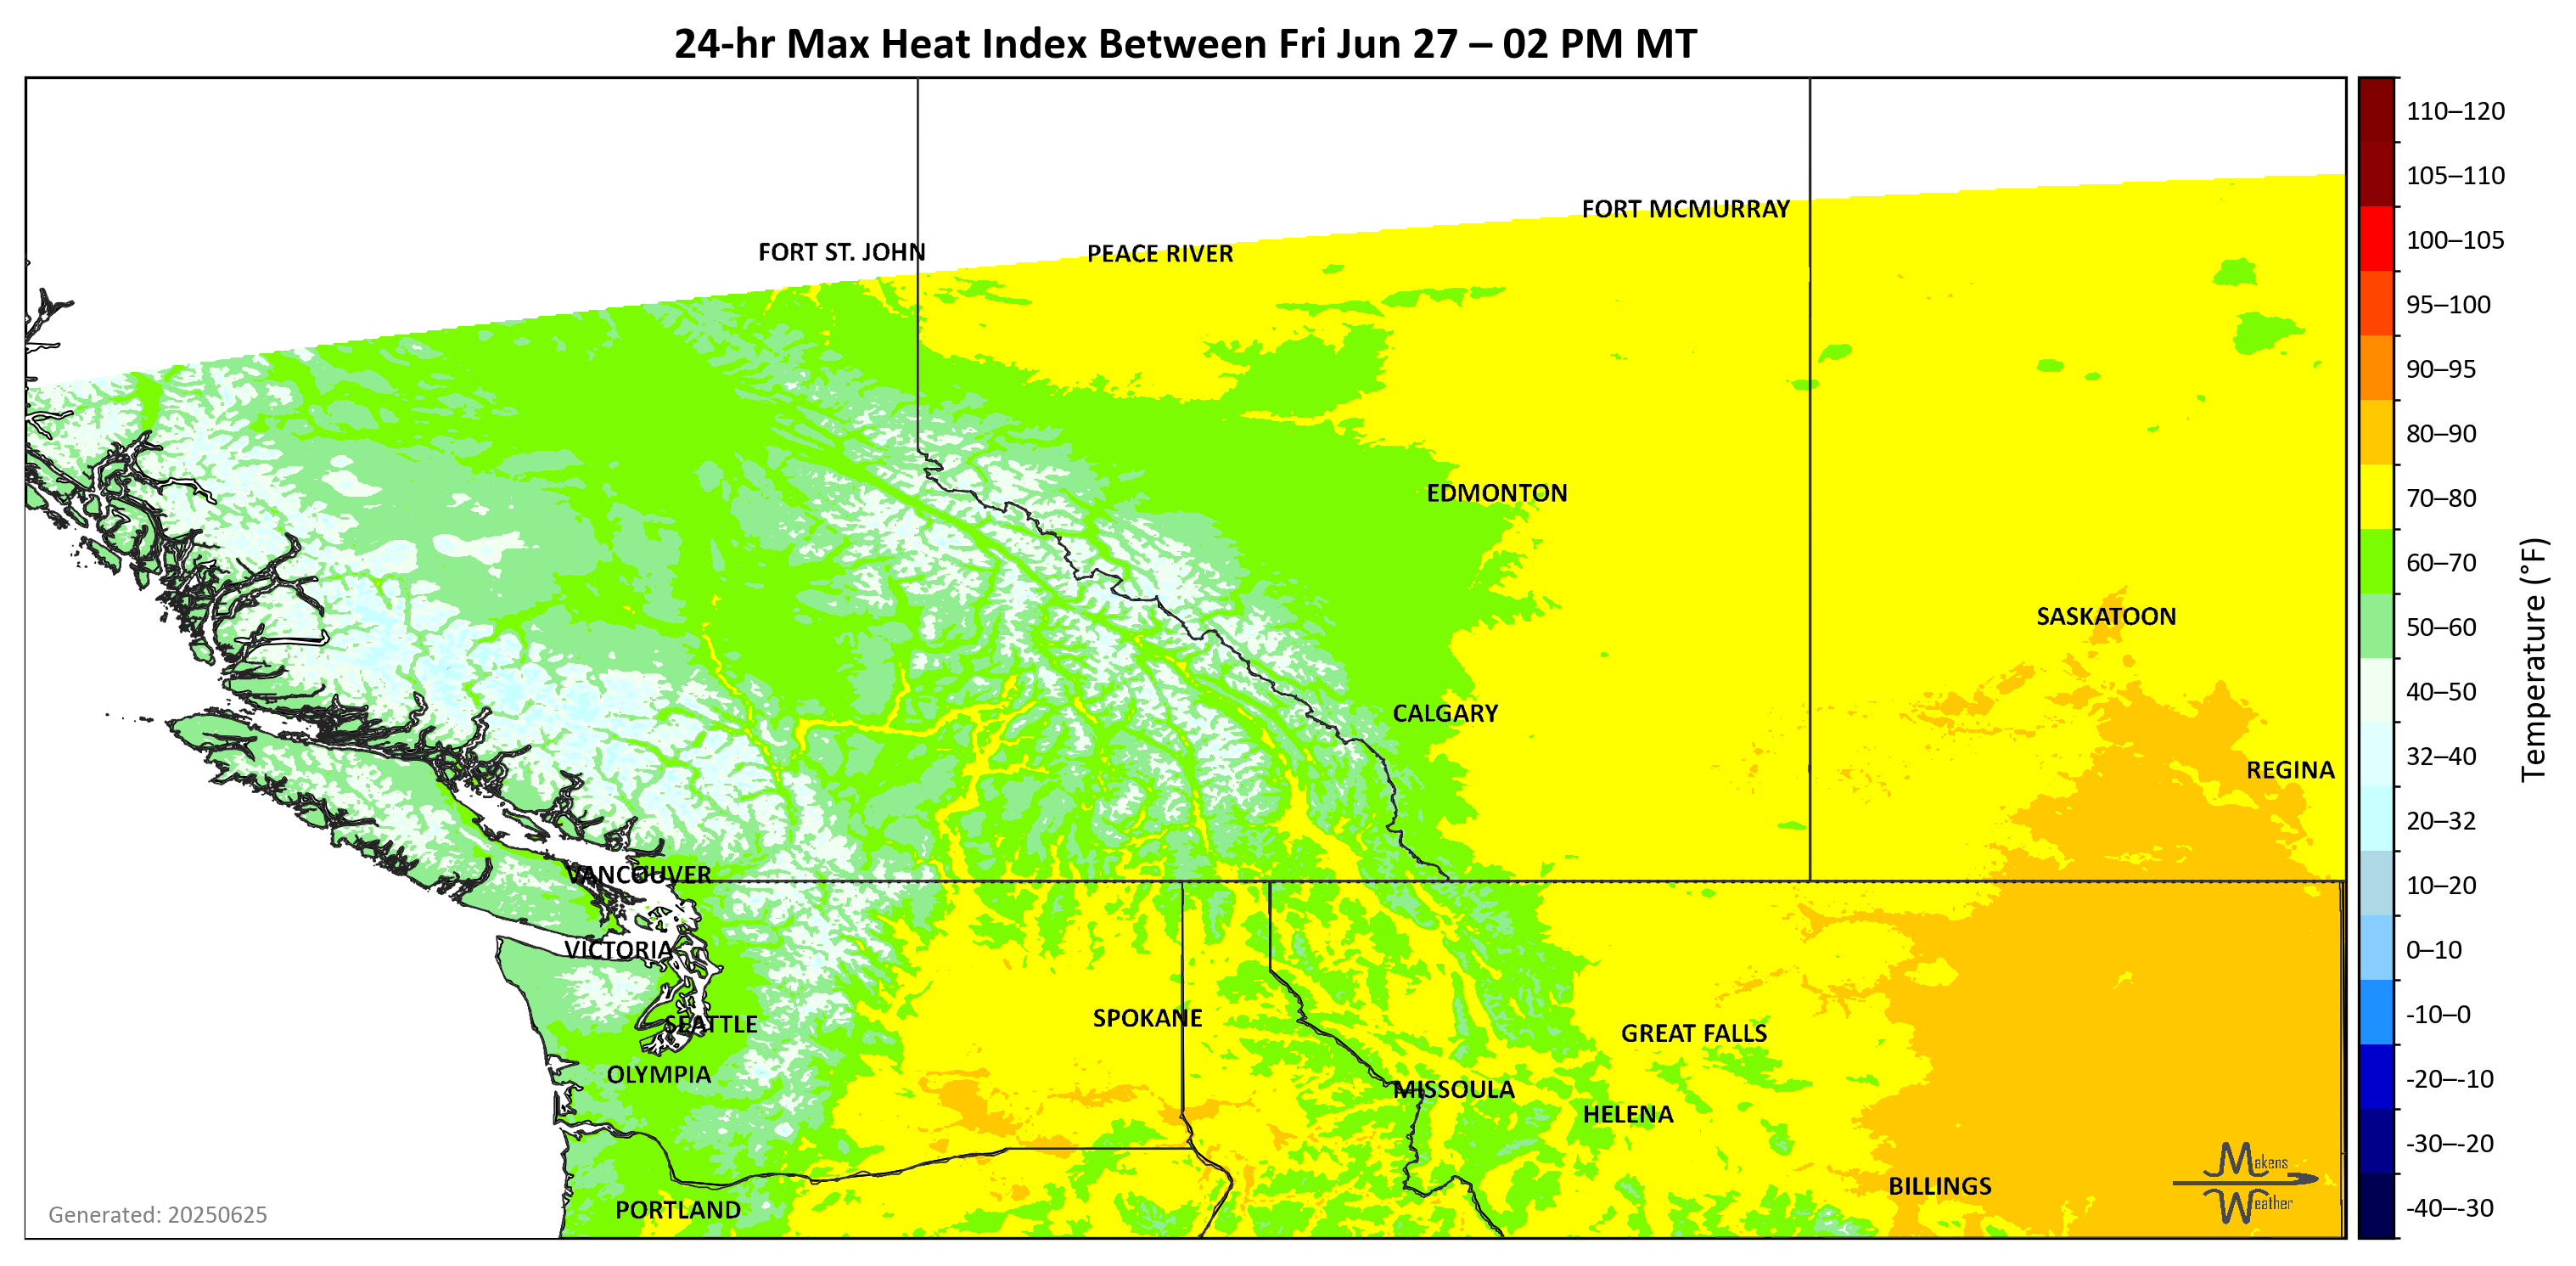 24-hr Max Heat Index Between Fri Jun 27 – 02 PM MT
110–120
105–110
FORT MCMURRAY
100–105
FORT ST. JOHN
PEACE RIVER
95–100
90–95
80–90
EDMONTON
70–80
60–70
SASKATOON
50–60
40–50
CALGARY
Temperature (°F)
32–40
REGINA
20–32
VANCOUVER
10–20
VICTORIA
0–10
SEATTLE
SPOKANE
-10–0
GREAT FALLS
OLYMPIA
-20–-10
MISSOULA
HELENA
-30–-20
Makens
Weather
BILLINGS
PORTLAND
-40–-30
Generated: 20250625